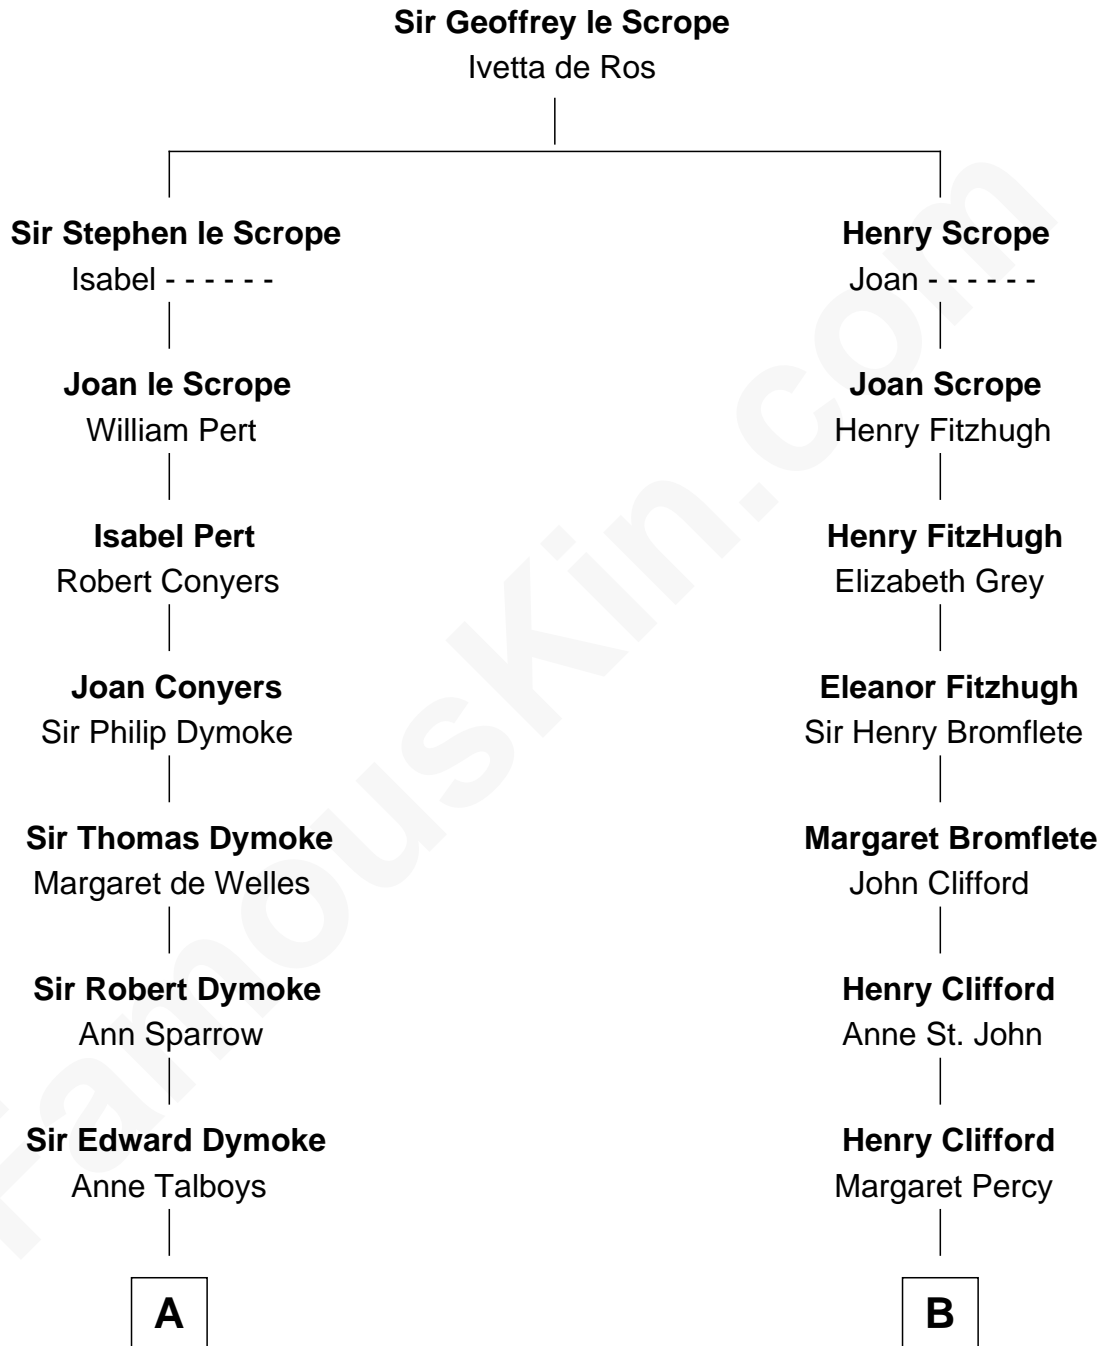 Sir Geoffrey le Scrope
Ivetta de Ros
Sir Stephen le Scrope
Isabel - - - - - -
Joan le Scrope
William Pert
Isabel Pert
Robert Conyers
Joan Conyers
Sir Philip Dymoke
Sir Thomas Dymoke
Margaret de Welles
Sir Robert Dymoke
Ann Sparrow
Sir Edward Dymoke
Anne Talboys
A
Henry Scrope
Joan - - - - - -
Joan Scrope
Henry Fitzhugh
Henry FitzHugh
Elizabeth Grey
Eleanor Fitzhugh
Sir Henry Bromflete
Margaret Bromflete
John Clifford
Henry Clifford
Anne St. John
Henry Clifford
Margaret Percy
B
FamousKin.com